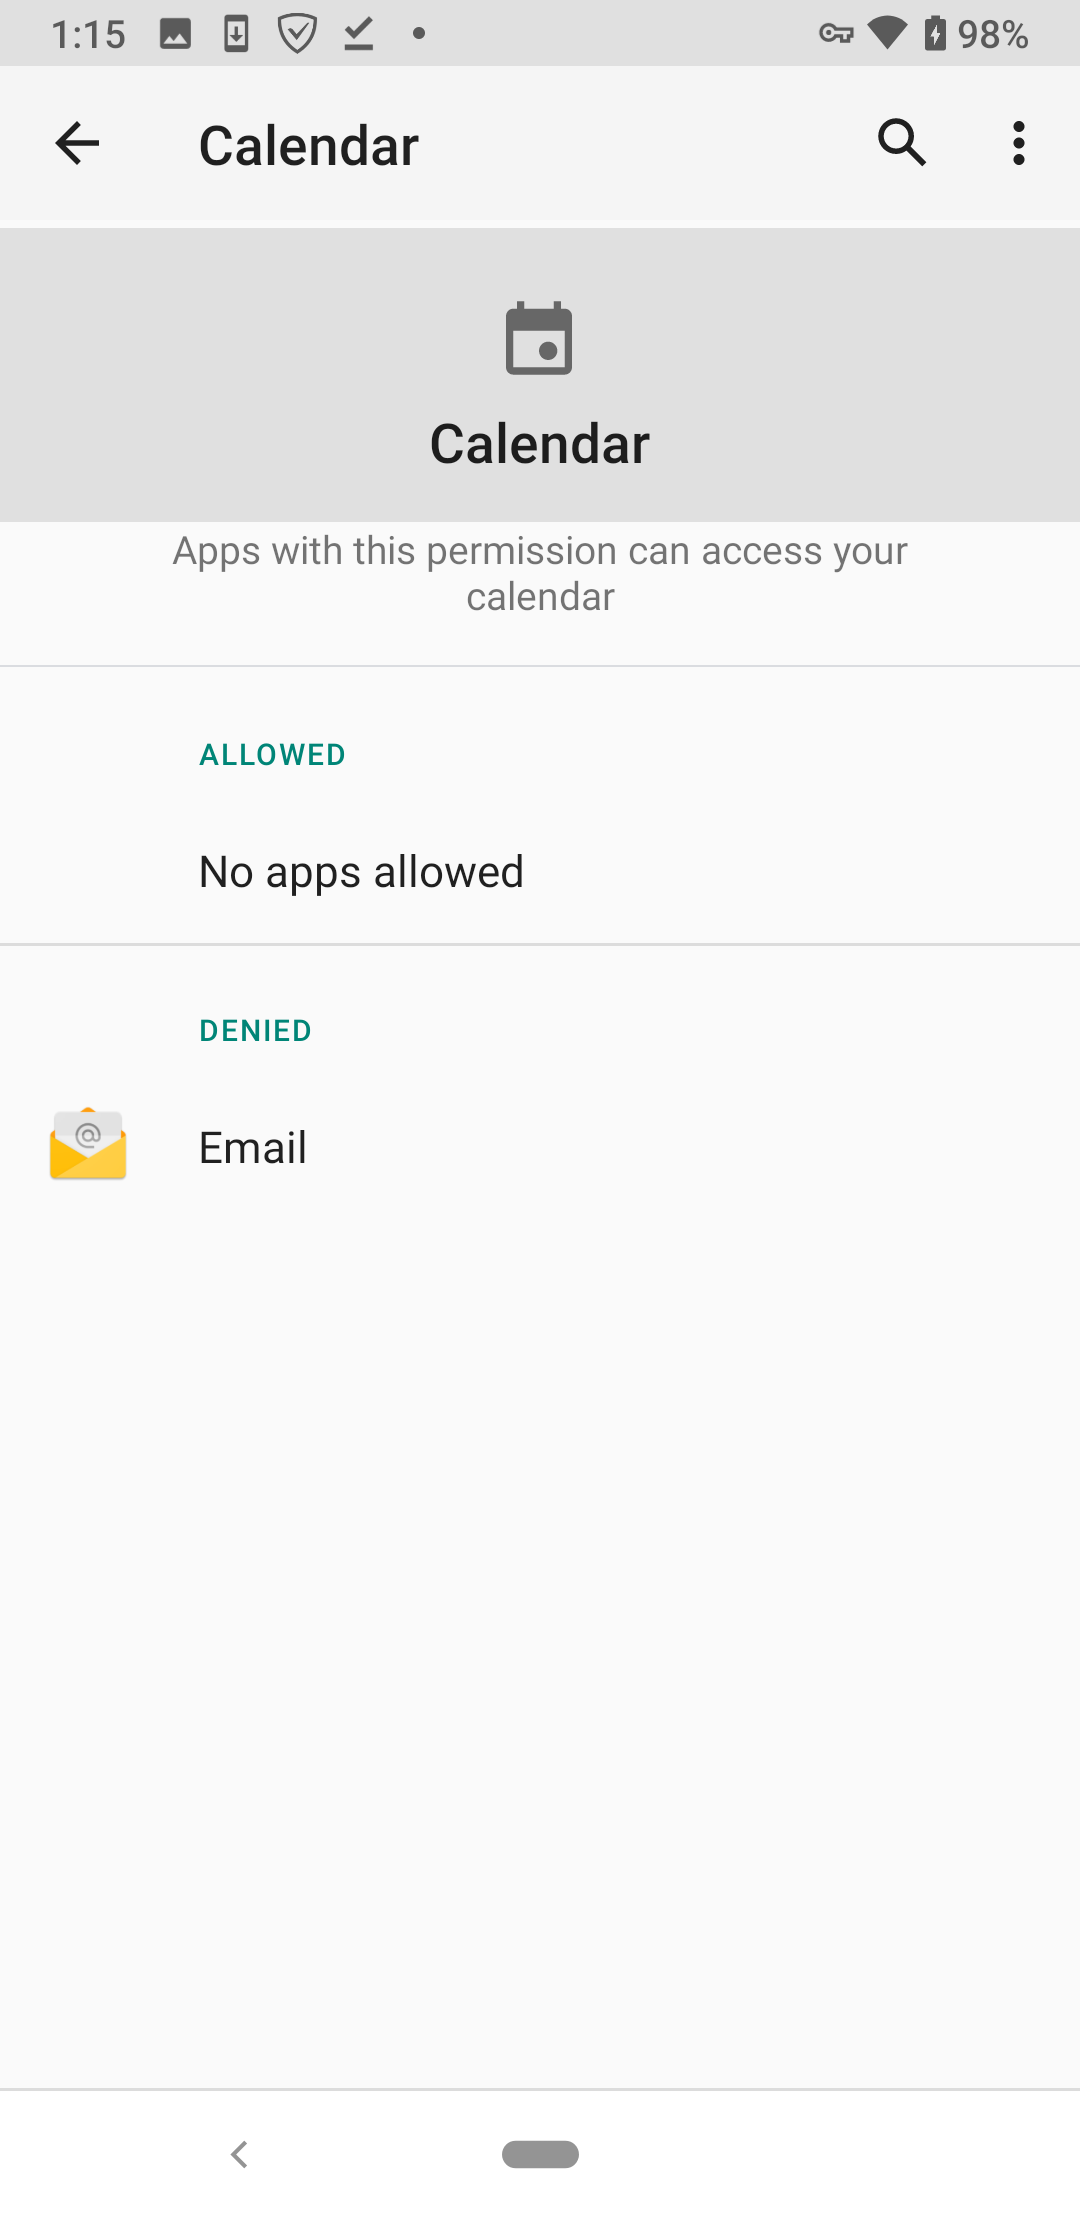 1:15
98%
Calendar
Calendar
Apps with this permission can access your
calendar
ALLOWED
No apps allowed
DENIED
@
Email